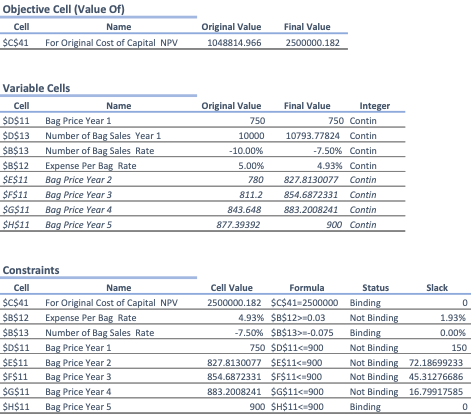 Objective Cell (Value Of)
Cell Name Original Value Final Value
$C$41 For Original Cost of Capital NPV 1048814.966 2500000.182
Variable Cells
Cell Name Original Value Final Value Integer
$D$11 Bag Price Year 1 750 750 Contin
$D$13 Number of Bag Sales Year 1 10000 10793.77824 Contin
$B$13 Number of Bag Sales Rate -10.00% -7.50% Contin
$B$12 Expense Per Bag Rate 5.00% 4.93% Contin
$E$11 Bag Price Year 2 780 827.8130077 Contin
$F$11 Bag Price Year 3 811.2 854.6872331 Contin
$G$11 Bag Price Year 4 843.648 883.2008241 Contin
$H$11 Bag Price Year 5 877.39392 900 Contin
Constraints
Cell Name Cell Value Formula Status Slack
$C$41 For Original Cost of Capital NPV 2500000.182 $C$41=2500000 Binding 0
$B$12 Expense Per Bag Rate 4.93% $B$12>=0.03 Not Binding 1.93%
$B$13 Number of Bag Sales Rate -7.50% $B$13>=-0.075 Not Binding 0.00%
$D$11 Bag Price Year 1 750 $D$11<=900 Not Binding 150
$E$11 Bag Price Year 2 827.8130077 $E$11<=900 Not Binding 72.18699233
$F$11 Bag Price Year 3 854.6872331 $F$11<=900 Not Binding 45.31276686
$G$11 Bag Price Year 4 883.2008241 $G$11<=900 Not Binding 16.79917585
$H$11 Bag Price Year 5 900 $H$11<=900 Binding 0